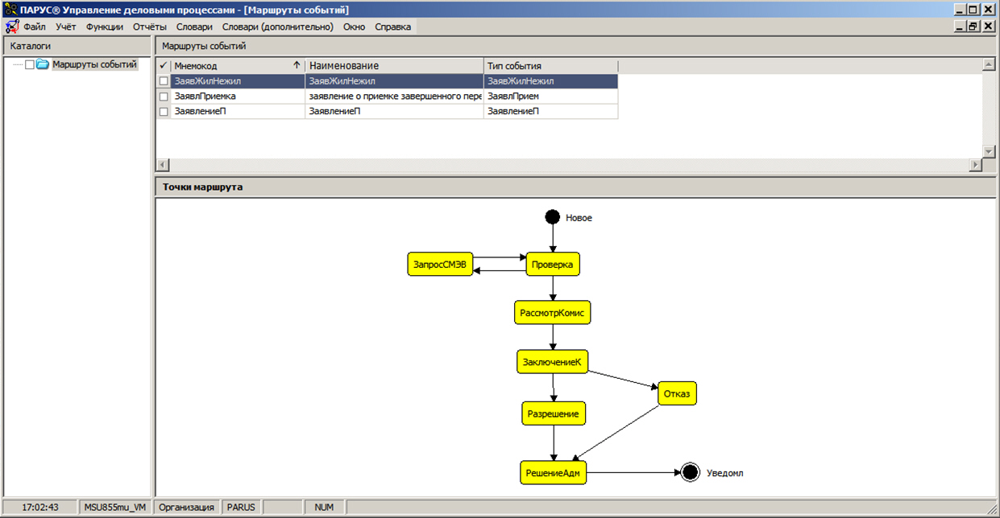 ПАРУС® Управление деловыми процессами - [Маршруты событий]
Файл Учёт Функции Отчёты Словари Словари (дополнительно) Окно Справка
Каталоги
Маршруты событий
Маршруты событий
Мнемокод Наименование Тип события
ЗаявЖилНежил ЗаявЖилНежил ЗаявЖилНежил
ЗаявлПриемка заявление о приемке завершенного пере ЗаявлПрием
ЗаявлениеП ЗаявлениеП ЗаявлениеП
Точки маршрута
Новое
ЗапросСМЭВ Проверка
РассмотрКомис
ЗаключениеК
Отказ
Разрешение
РешениеАдм Уведомл
17:02:43 MSU855mu_VM Организация PARUS NUM